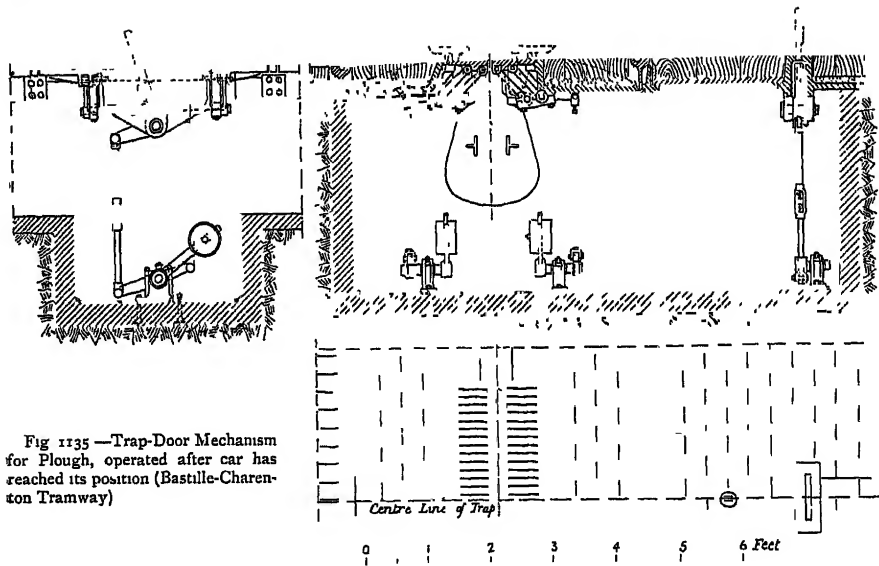 Fig 1135 —Trap-Door Mechanism
for Plough, operated after car has
reached its position (Bastille-Charen-
ton Tramway)
Centre Line of Trap
0 1 2 3 4 5 6 Feet